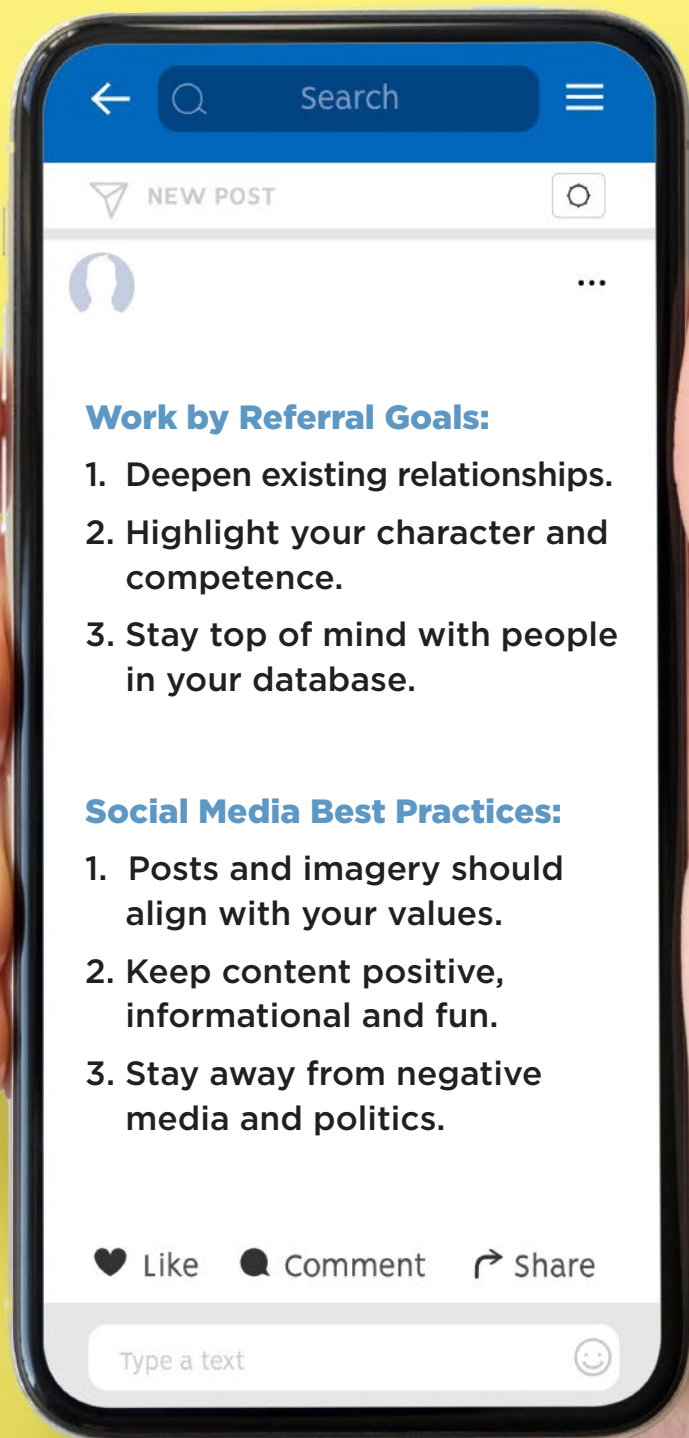 Search
NEW POST
...
Work by Referral Goals:
1. Deepen existing relationships.
2. Highlight your character and
competence.
3. Stay top of mind with people
in your database.
Social Media Best Practices:
1. Posts and imagery should
align with your values.
2. Keep content positive,
informational and fun.
3. Stay away from negative
media and politics.
Like Comment Share
Type a text